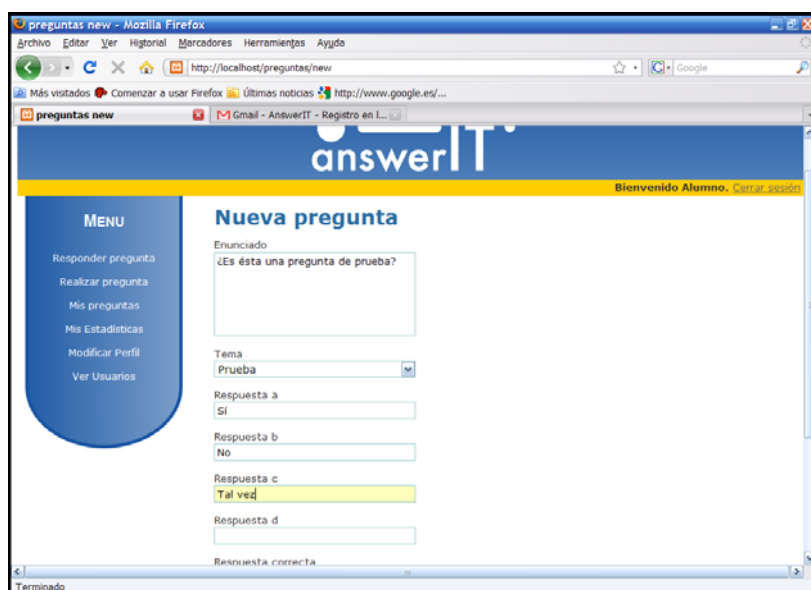 preguntas new - Mozilla Firefox
Archivo Editar Ver Historial Marcadores Herramientas Ayuda
http://localhost/preguntas/new
Google
Más visitados Comenzar a usar Firefox Últimas noticias http://www.google.es/...
preguntas new Gmail - AnswerIT - Registro en l...
answerIT
Bienvenido Alumno. Cerrar sesión
MENU
Responder pregunta
Realizar pregunta
Mis preguntas
Mis Estadísticas
Modificar Perfil
Ver Usuarios
Nueva pregunta
Enunciado
¿Es ésta una pregunta de prueba?
Tema
Prueba
Respuesta a
Sí
Respuesta b
No
Respuesta c
Tal vez
Respuesta d
Respuesta correcta
Terminado